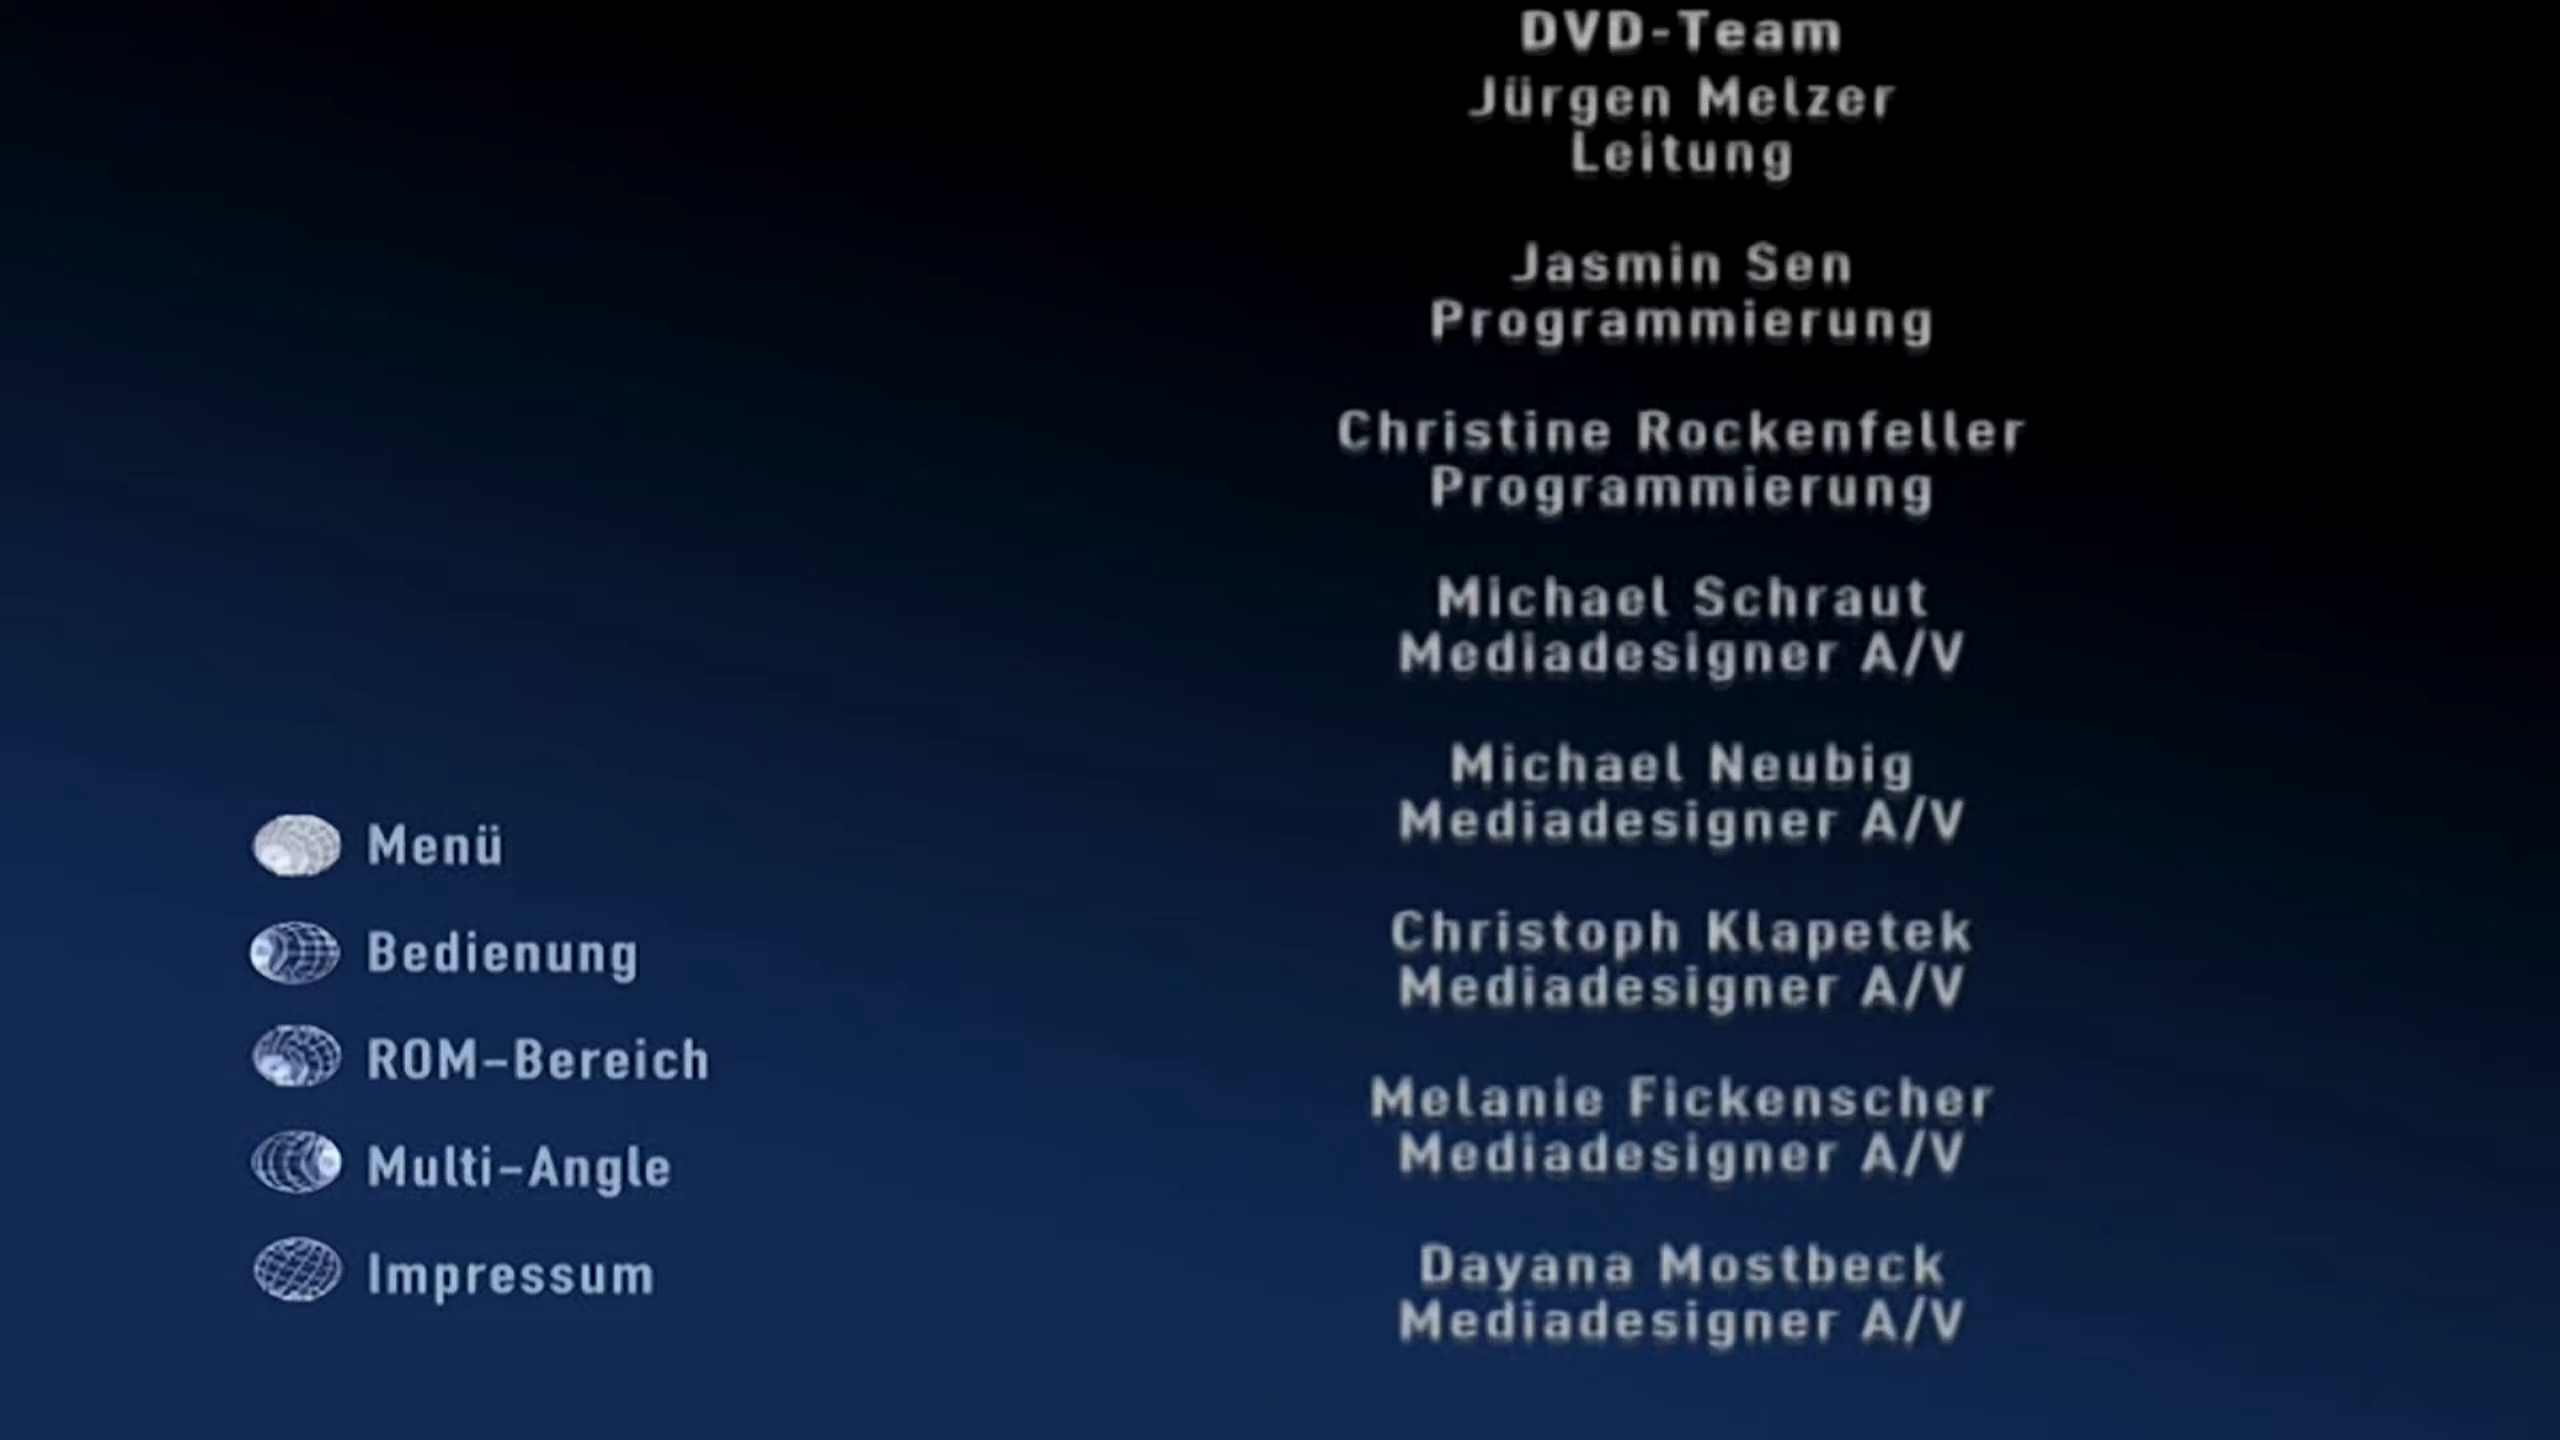 DVD-Team
Jürgen Melzer
Leitung
Jasmin Sen
Programmierung
Christine Rockenfeller
Programmierung
Michael Schraut
Mediadesigner A/V
Michael Neubig
Mediadesigner A/V
Christoph Klapetek
Mediadesigner A/V
Melanie Fickenscher
Mediadesigner A/V
Dayana Mostbeck
Mediadesigner A/V
Menü
Bedienung
ROM-Bereich
Multi-Angle
Impressum